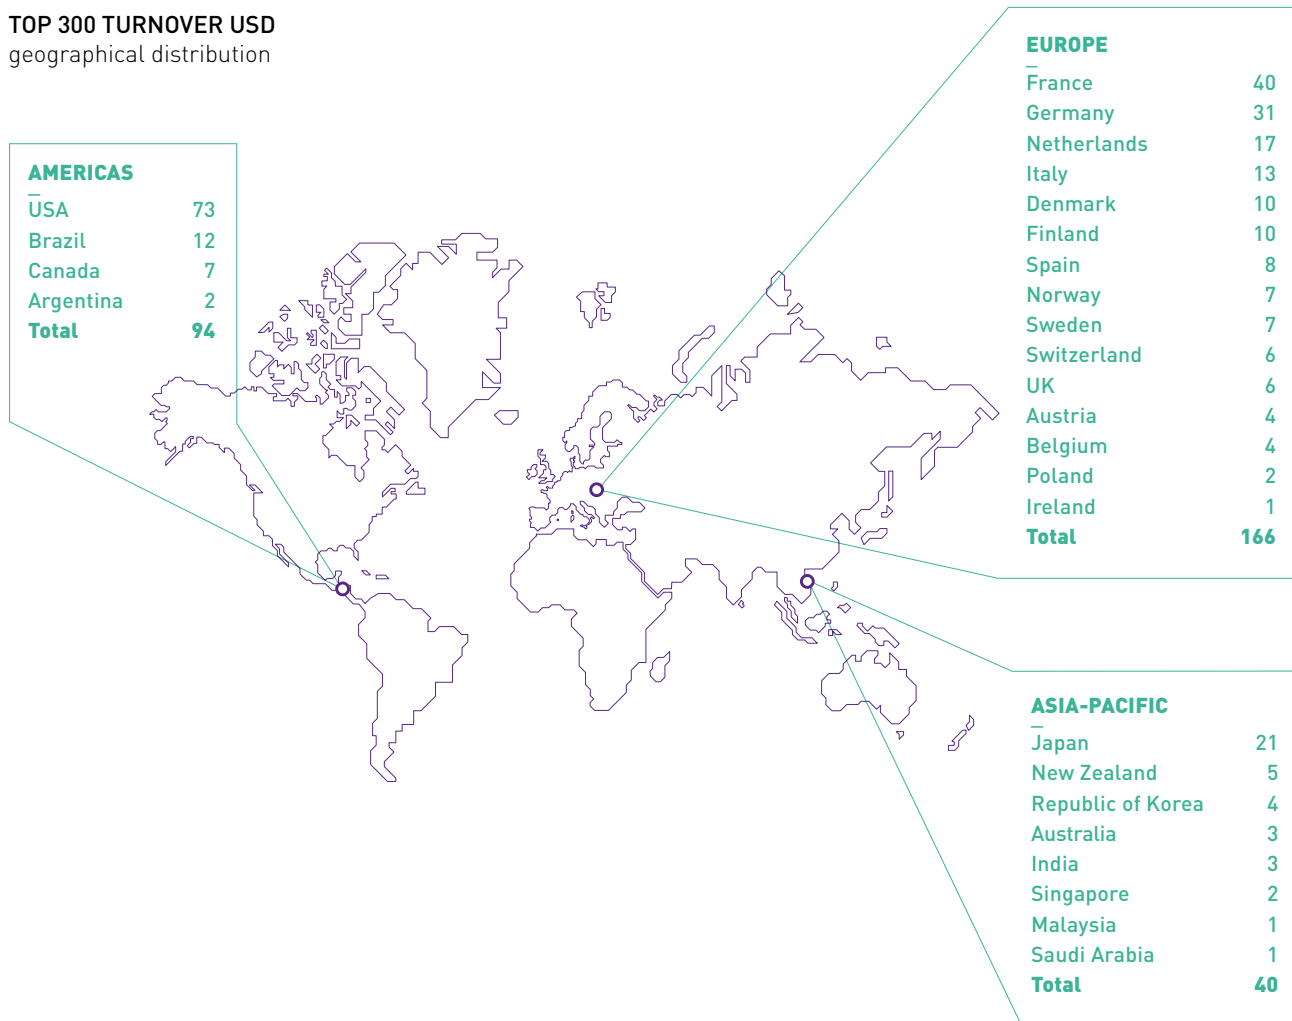 TOP 300 TURNOVER USD
geographical distribution
AMERICAS
USA 73
Brazil 12
Canada 7
Argentina 2
Total 94
EUROPE
France 40
Germany 31
Netherlands 17
Italy 13
Denmark 10
Finland 10
Spain 8
Norway 7
Sweden 7
Switzerland 6
UK 6
Austria 4
Belgium 4
Poland 2
Ireland 1
Total 166
ASIA-PACIFIC
Japan 21
New Zealand 5
Republic of Korea 4
Australia 3
India 3
Singapore 2
Malaysia 1
Saudi Arabia 1
Total 40